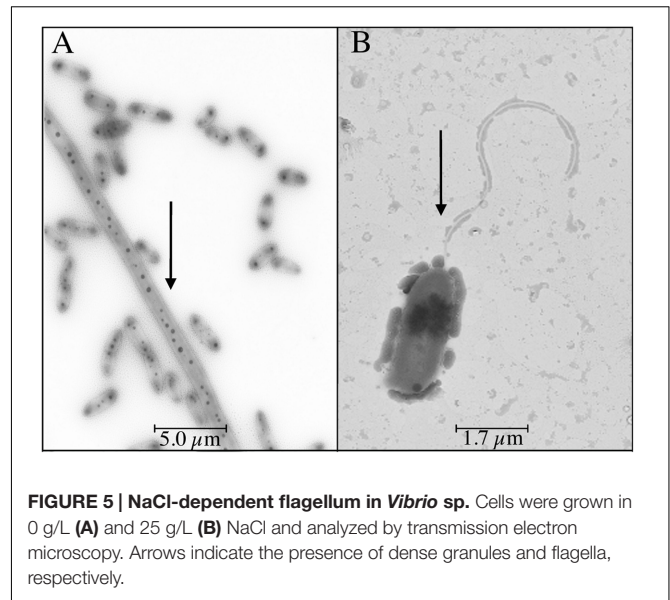 A
B
5.0 μm
1.7 μm
FIGURE 5 | NaCl-dependent flagellum in Vibrio sp. Cells were grown in
0 g/L (A) and 25 g/L (B) NaCl and analyzed by transmission electron
microscopy. Arrows indicate the presence of dense granules and flagella,
respectively.